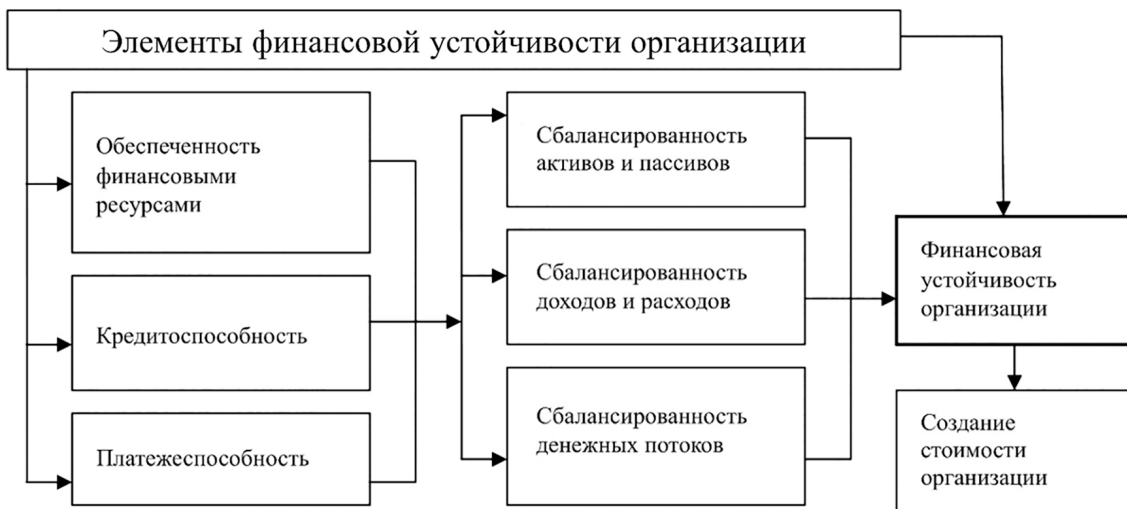 Элементы финансовой устойчивости организации
Обеспеченность
финансовыми
ресурсами
Кредитоспособность
Платежеспособность
Сбалансированность
активов и пассивов
Сбалансированность
доходов и расходов
Сбалансированность
денежных потоков
Финансовая
устойчивость
организации
Создание
стоимости
организации